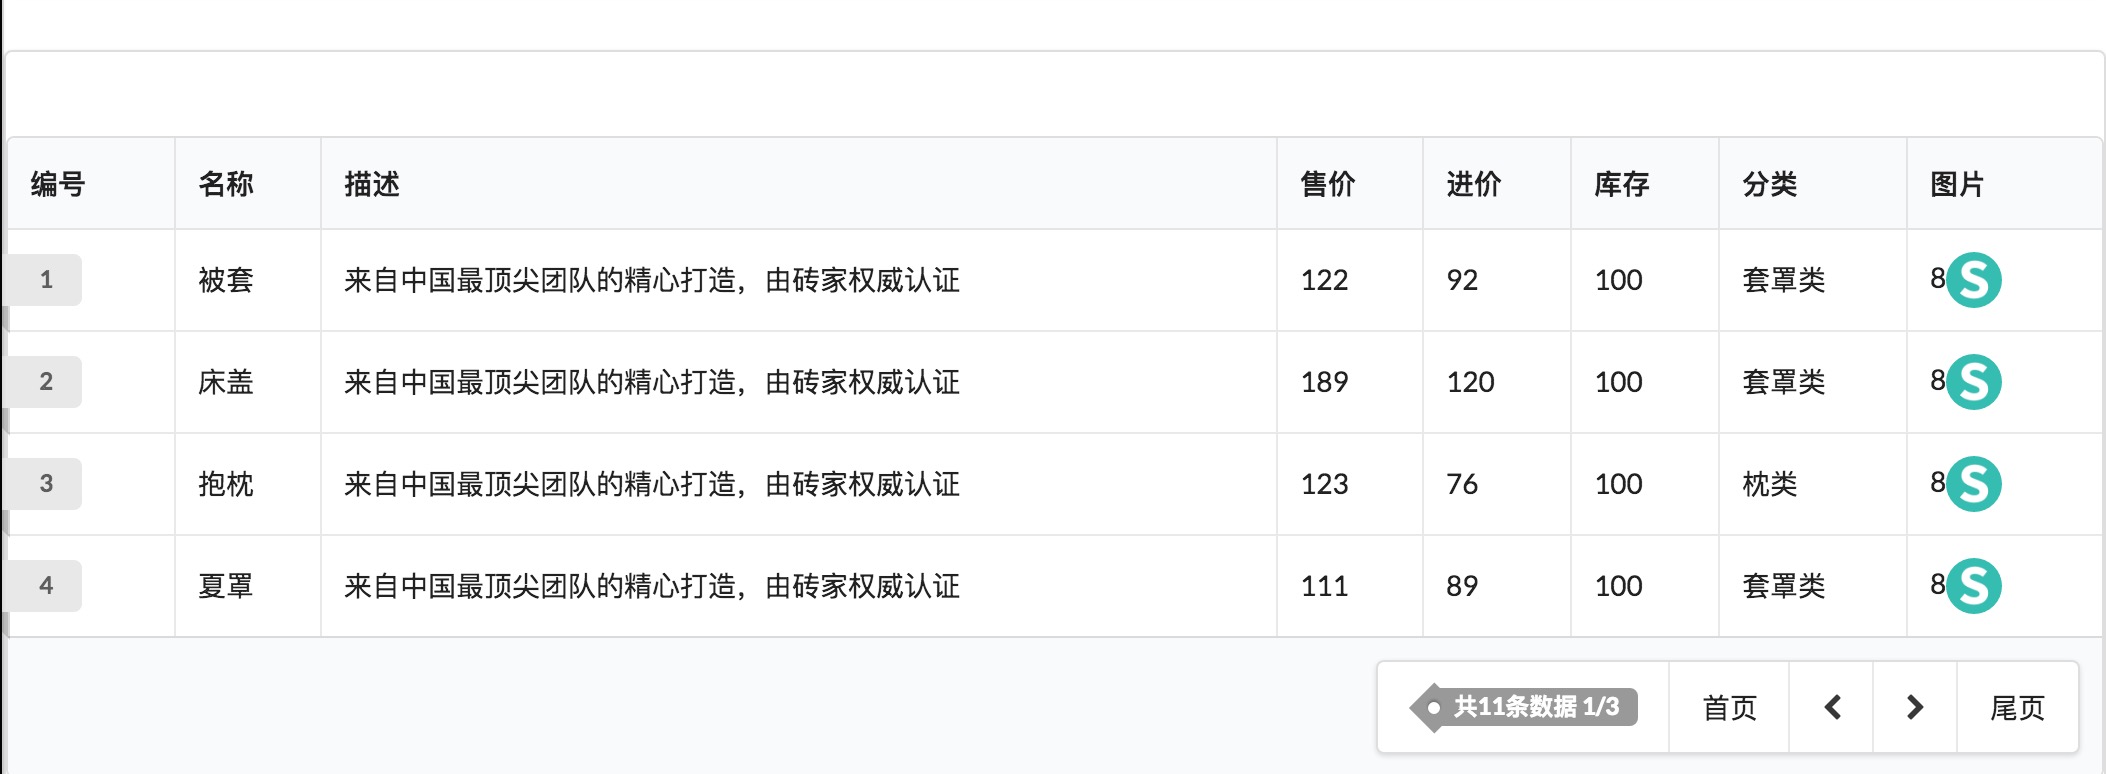 编号 名称 描述 售价 进价 库存 分类 图片
1 被套 来自中国最顶尖团队的精心打造，由砖家权威认证 122 92 100 套罩类 8 S
2 床盖 来自中国最顶尖团队的精心打造，由砖家权威认证 189 120 100 套罩类 8 S
3 抱枕 来自中国最顶尖团队的精心打造，由砖家权威认证 123 76 100 枕类 8 S
4 夏罩 来自中国最顶尖团队的精心打造，由砖家权威认证 111 89 100 套罩类 8 S
共11条数据 1/3 首页 尾页